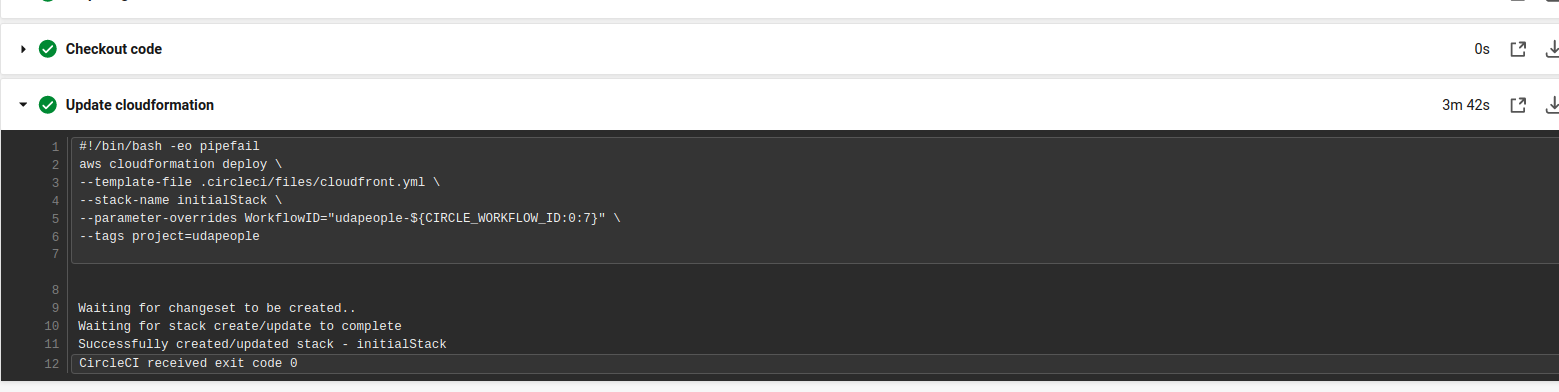 Checkout code 0s
Update cloudformation 3m 42s
1 #!/bin/bash -eo pipefail
2 aws cloudformation deploy \
3 --template-file .circleci/files/cloudfront.yml \
4 --stack-name initialStack \
5 --parameter-overrides WorkflowID="udapeople-${CIRCLE_WORKFLOW_ID:0:7}" \
6 --tags project=udapeople
7
8
9 Waiting for changeset to be created..
10 Waiting for stack create/update to complete
11 Successfully created/updated stack - initialStack
12 CircleCI received exit code 0